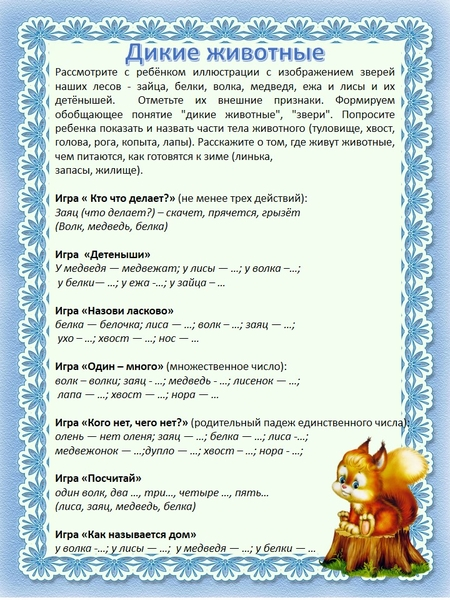 Дикие животные
Рассмотрите с ребёнком иллюстрации с изображением зверей
наших лесов - зайца, белки, волка, медведя, ежа и лисы и их
детёнышей. Отметьте их внешние признаки. Формируем
обобщающее понятие "дикие животные", "звери". Попросите
ребенка показать и назвать части тела животного (туловище, хвост,
голова, рога, копыта, лапы). Расскажите о том, где живут животные,
чем питаются, как готовятся к зиме (линька,
запасы, жилище).
Игра « Кто что делает?» (не менее трех действий):
Заяц (что делает?) – скачет, прячется, грызёт
(Волк, медведь, белка)
Игра «Детеныши»
У медведя — медвежат; у лисы — …; у волка –…;
у белки— …; у ежа -…; у зайца – …
Игра «Назови ласково»
белка — белочка; лиса — …; волк – …; заяц — …;
ухо – …; хвост — …; нос — …
Игра «Один – много» (множественное число):
волк – волки; заяц - …; медведь - …; лисенок — …;
лапа — …; хвост — …; нора — …
Игра «Кого нет, чего нет?» (родительный падеж единственного числа):
олень — нет оленя; заяц — …; белка — …; лиса -…;
медвежонок — …;дупло — …; хвост – …; нора - …;
Игра «Посчитай»
один волк, два …, три…, четыре …, пять…
(лиса, заяц, медведь, белка)
Игра «Как называется дом»
у волка -…; у лисы — …; у медведя — …; у белки — …